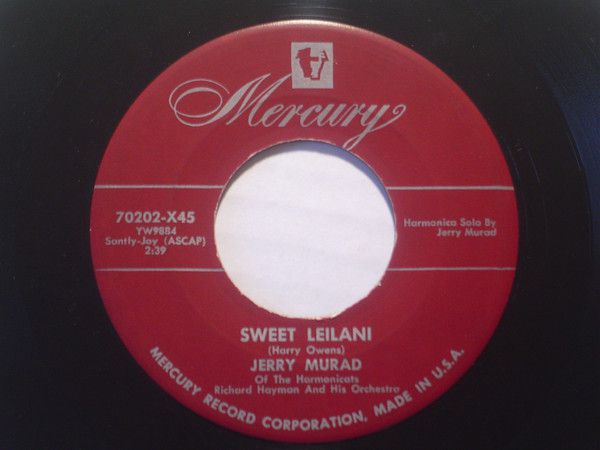 Mercury
70202-X45
YW9884
Santly-Joy (ASCAP)
2:39
Harmonica Solo By
Jerry Murad
SWEET LEILANI
(Harry Owens)
JERRY MURAD
Of The Harmonicats
Richard Hayman And His Orchestra
MERCURY RECORD CORPORATION, MADE IN U.S.A.